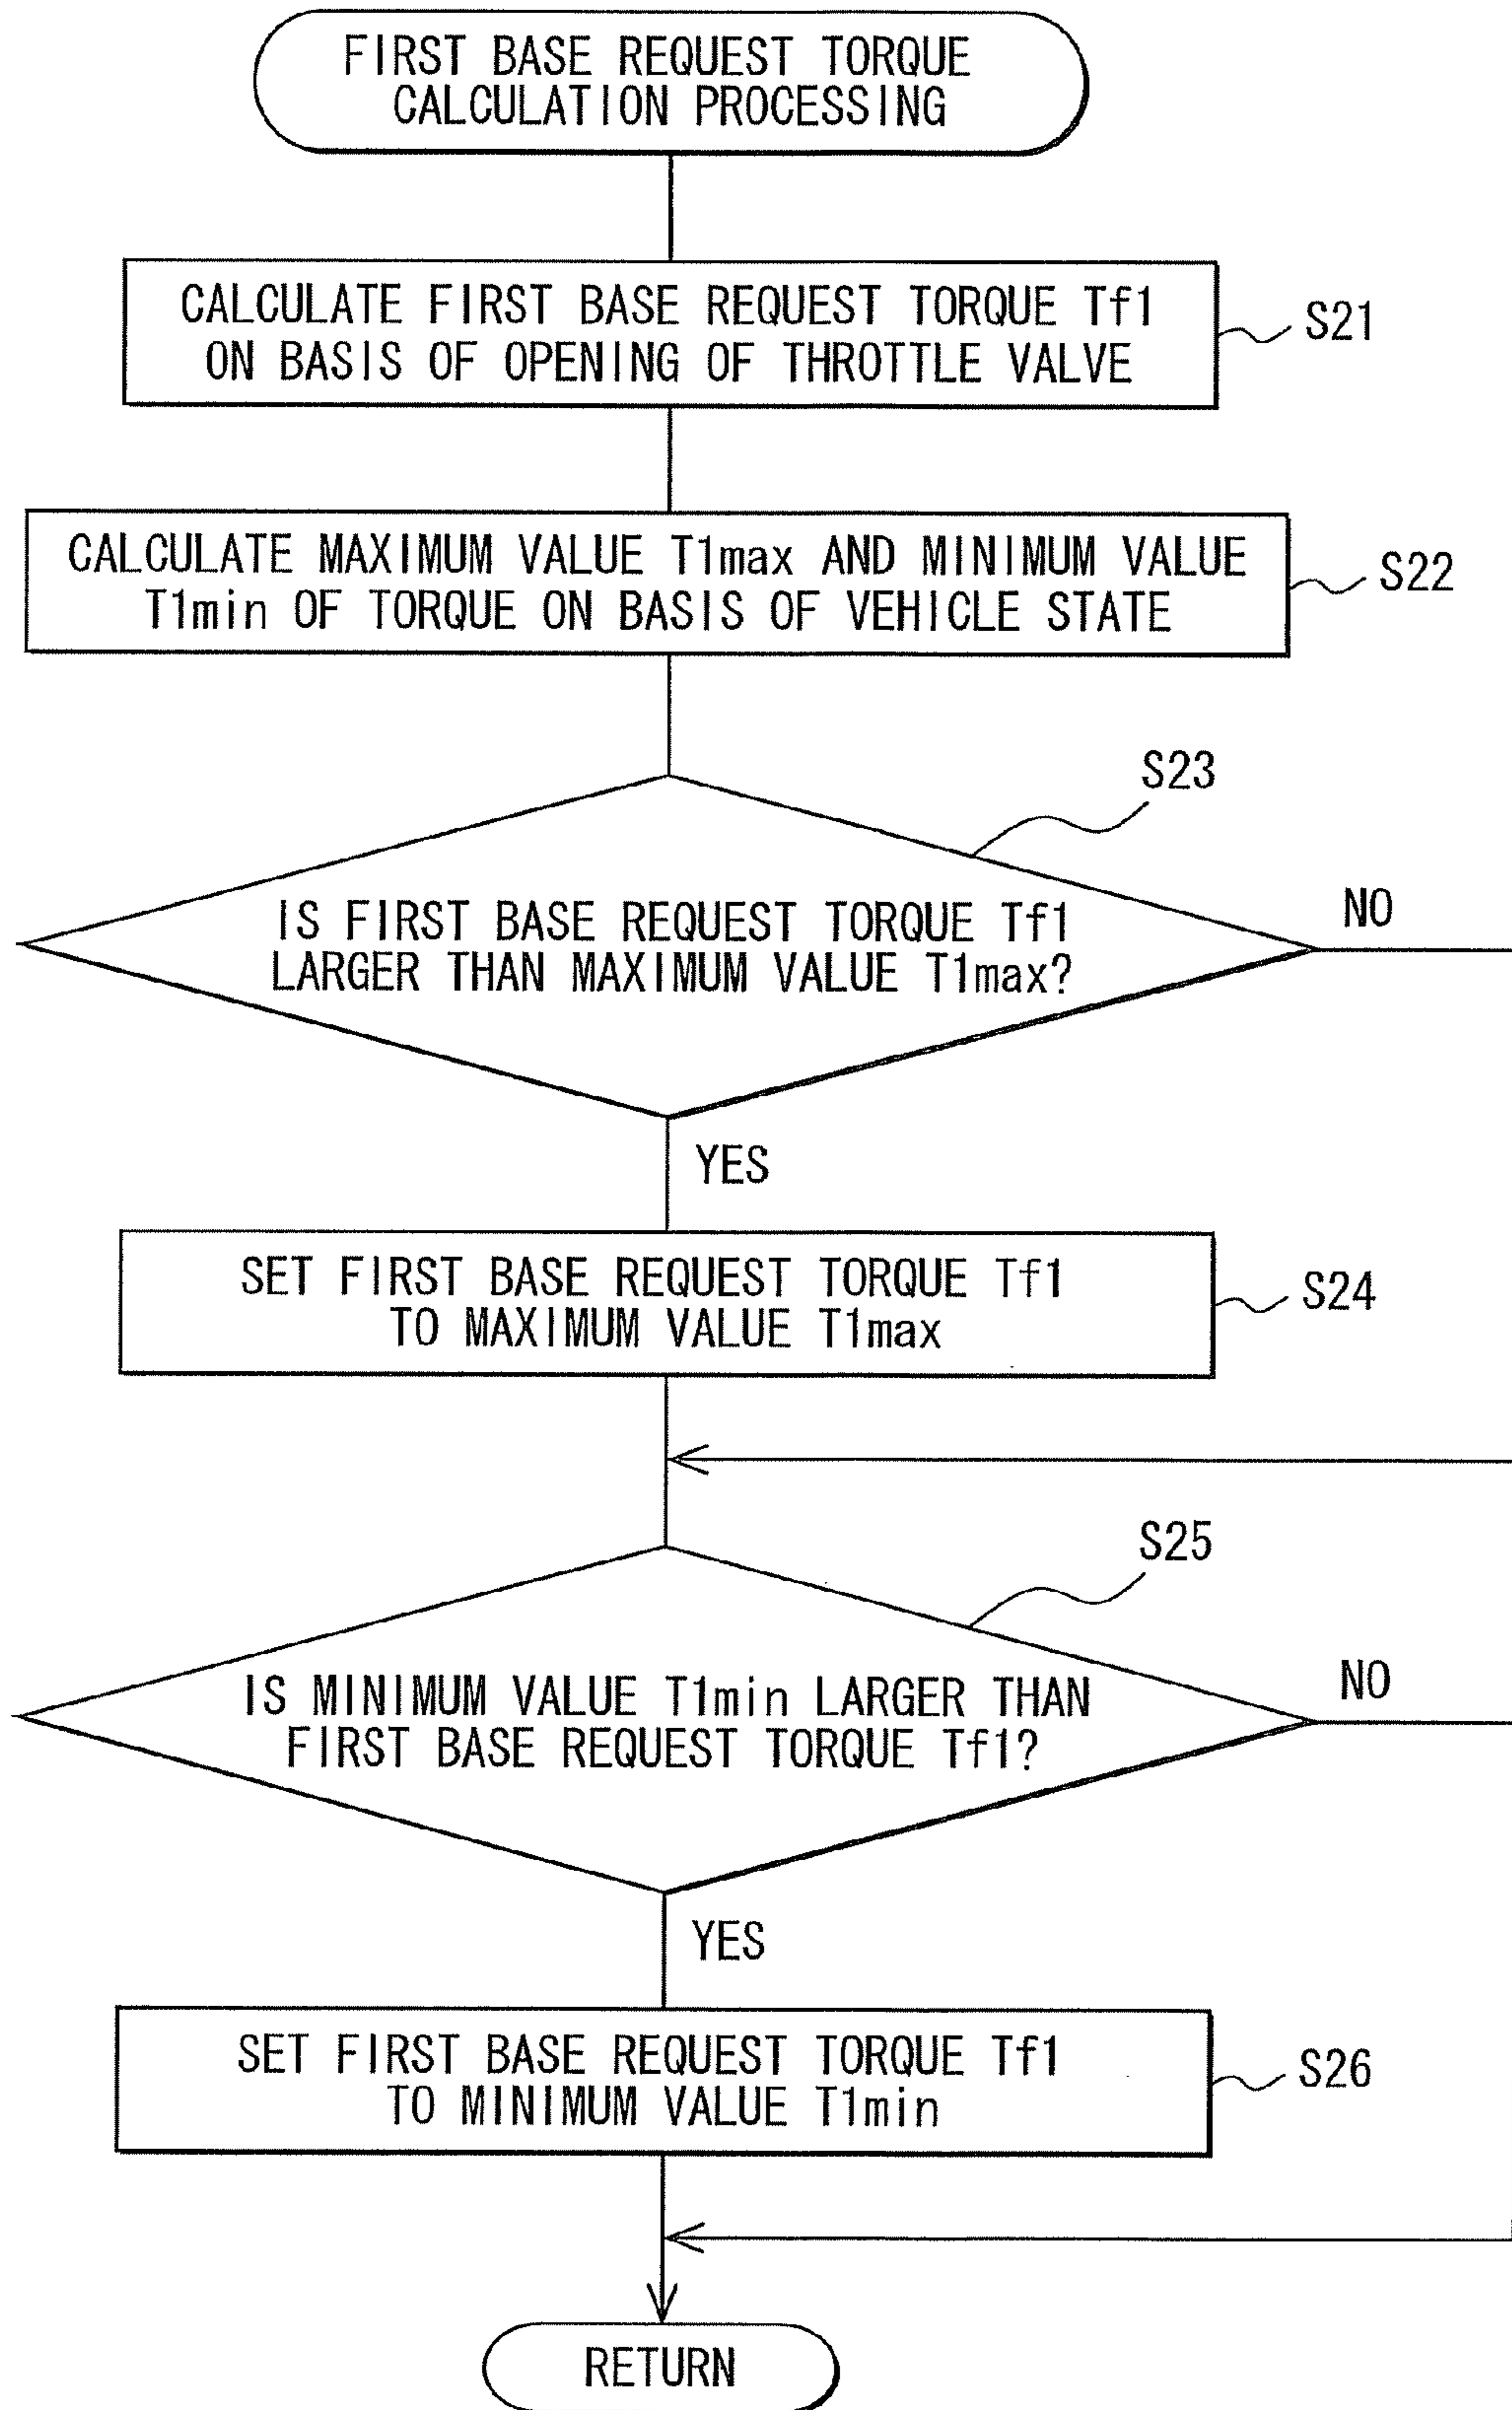 FIRST BASE REQUEST TORQUE
CALCULATION PROCESSING
CALCULATE FIRST BASE REQUEST TORQUE Tf1
ON BASIS OF OPENING OF THROTTLE VALVE
S21
CALCULATE MAXIMUM VALUE T1max AND MINIMUM VALUE
T1min OF TORQUE ON BASIS OF VEHICLE STATE
S22
S23
IS FIRST BASE REQUEST TORQUE Tf1
LARGER THAN MAXIMUM VALUE T1max?
NO
YES
SET FIRST BASE REQUEST TORQUE Tf1
TO MAXIMUM VALUE T1max
S24
S25
IS MINIMUM VALUE T1min LARGER THAN
FIRST BASE REQUEST TORQUE Tf1?
NO
YES
SET FIRST BASE REQUEST TORQUE Tf1
TO MINIMUM VALUE T1min
S26
RETURN